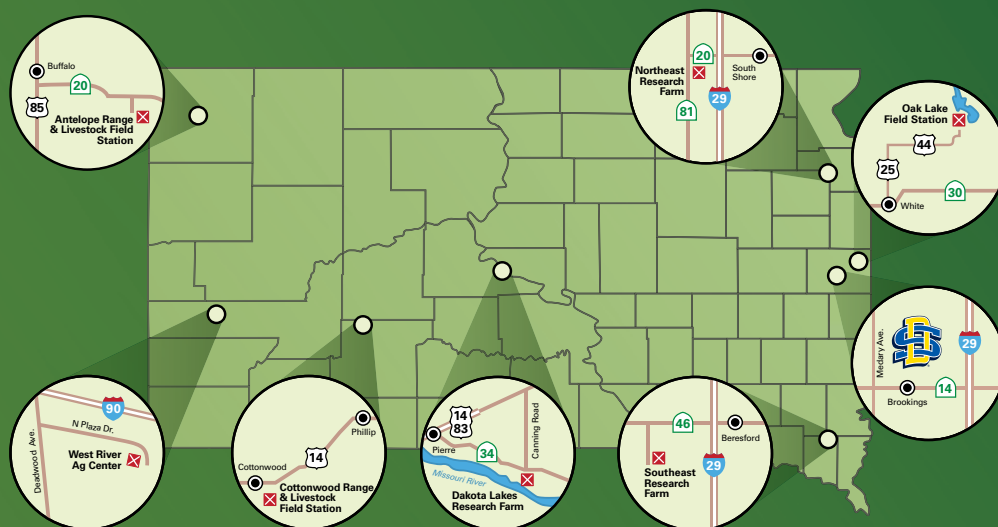 Buffalo
20
85
Antelope Range
& Livestock Field
Station
20
South
Shore
Northeast
Research
Farm
29
81
Oak Lake
Field Station
44
25
30
White
Medary Ave.
SD
29
14
Brookings
90
N Plaza Dr.
Deadwood Ave.
West River
Ag Center
Phillip
14
Cottonwood
Cottonwood Range
& Livestock
Field Station
14
83
Pierre
34
Canning Road
Missouri River
Dakota Lakes
Research Farm
46
Beresford
29
Southeast
Research
Farm